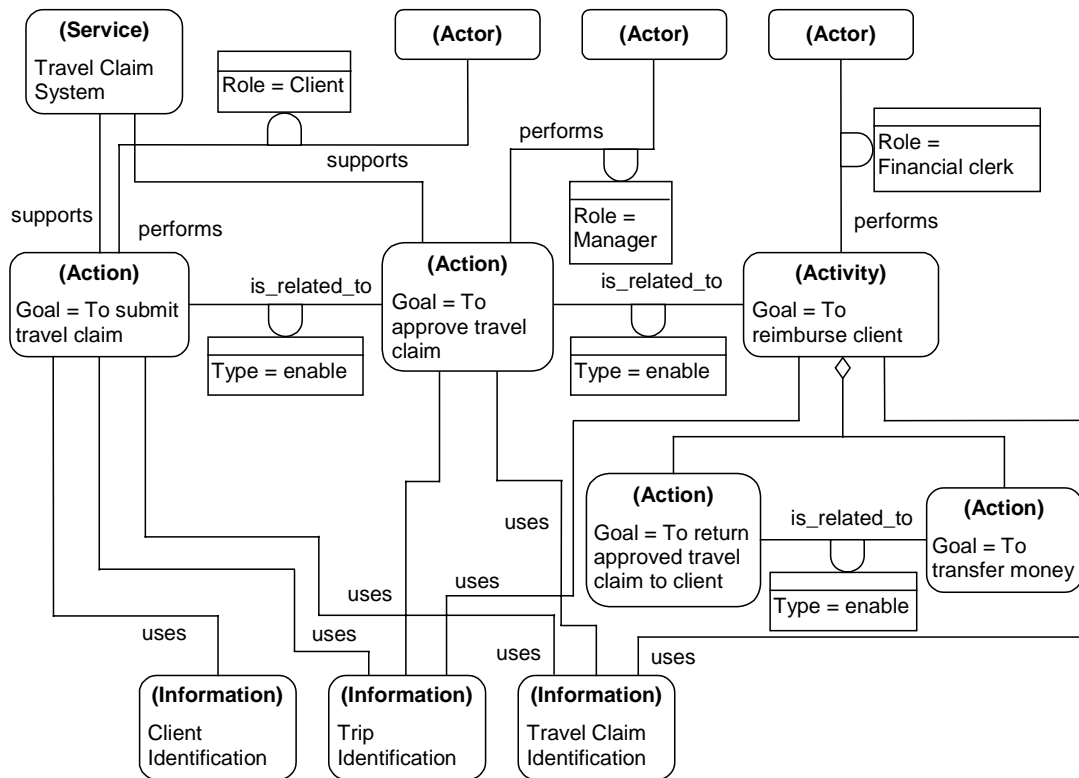 (Service)
Travel Claim
System
(Actor)
(Actor)
(Actor)
Role = Client
performs
supports
Role =
Financial clerk
supports
performs
Role =
Manager
performs
(Action)
Goal = To submit
travel claim
is_related_to
Type = enable
(Action)
Goal = To
approve travel
claim
is_related_to
Type = enable
(Activity)
Goal = To
reimburse client
(Action)
Goal = To return
approved travel
claim to client
is_related_to
Type = enable
(Action)
Goal = To
transfer money
uses
uses
uses
uses
uses
uses
uses
(Information)
Client
Identification
(Information)
Trip
Identification
(Information)
Travel Claim
Identification